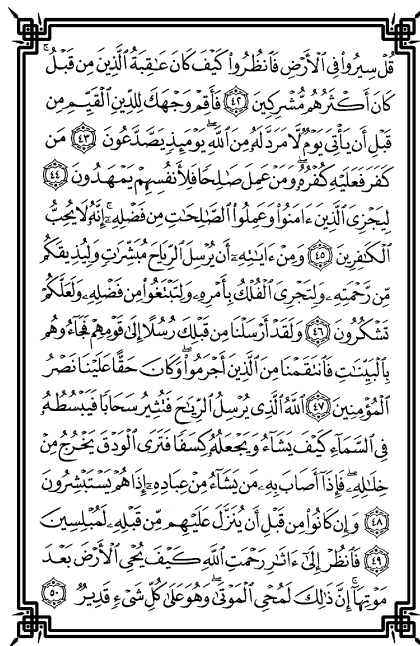 قُلْ سِيرُوا۟ فِى ٱلْأَرْضِ فَٱنظُرُوا۟ كَيْفَ كَانَ عَـٰقِبَةُ ٱلَّذِينَ مِن قَبْلُ ۚ
كَانَ أَكْثَرُهُم مُّشْرِكِينَ ﴿٤٢﴾ فَأَقِمْ وَجْهَكَ لِلدِّينِ ٱلْقَيِّمِ مِن
قَبْلِ أَن يَأْتِىَ يَوْمٌ لَّا مَرَدَّ لَهُۥ مِنَ ٱللَّهِ ۖ يَوْمَئِذٍ يَصَّدَّعُونَ ﴿٤٣﴾ مَن
كَفَرَ فَعَلَيْهِ كُفْرُهُۥ ۖ وَمَنْ عَمِلَ صَـٰلِحًا فَلِأَنفُسِهِمْ يَمْهَدُونَ ﴿٤٤﴾
لِيَجْزِىَ ٱلَّذِينَ ءَامَنُوا۟ وَعَمِلُوا۟ ٱلصَّـٰلِحَـٰتِ مِن فَضْلِهِۦٓ ۚ إِنَّهُۥ لَا يُحِبُّ
ٱلْكَـٰفِرِينَ ﴿٤٥﴾ وَمِنْ ءَايَـٰتِهِۦٓ أَن يُرْسِلَ ٱلرِّيَاحَ مُبَشِّرَٰتٍ وَلِيُذِيقَكُم
مِّن رَّحْمَتِهِۦ وَلِتَجْرِىَ ٱلْفُلْكُ بِأَمْرِهِۦ وَلِتَبْتَغُوا۟ مِن فَضْلِهِۦ وَلَعَلَّكُمْ
تَشْكُرُونَ ﴿٤٦﴾ وَلَقَدْ أَرْسَلْنَا مِن قَبْلِكَ رُسُلًا إِلَىٰ قَوْمِهِمْ فَجَآءُوهُم
بِٱلْبَيِّنَـٰتِ فَٱنتَقَمْنَا مِنَ ٱلَّذِينَ أَجْرَمُوا۟ ۖ وَكَانَ حَقًّا عَلَيْنَا نَصْرُ
ٱلْمُؤْمِنِينَ ﴿٤٧﴾ ٱللَّهُ ٱلَّذِى يُرْسِلُ ٱلرِّيَـٰحَ فَتُثِيرُ سَحَابًا فَيَبْسُطُهُۥ
فِى ٱلسَّمَآءِ كَيْفَ يَشَآءُ وَيَجْعَلُهُۥ كِسَفًا فَتَرَى ٱلْوَدْقَ يَخْرُجُ مِنْ
خِلَـٰلِهِۦ ۖ فَإِذَآ أَصَابَ بِهِۦ مَن يَشَآءُ مِنْ عِبَادِهِۦٓ إِذَا هُمْ يَسْتَبْشِرُونَ
﴿٤٨﴾ وَإِن كَانُوا۟ مِن قَبْلِ أَن يُنَزَّلَ عَلَيْهِم مِّن قَبْلِهِۦ لَمُبْلِسِينَ
﴿٤٩﴾ فَٱنظُرْ إِلَىٰٓ ءَاثَـٰرِ رَحْمَتِ ٱللَّهِ كَيْفَ يُحْىِ ٱلْأَرْضَ بَعْدَ
مَوْتِهَآ ۚ إِنَّ ذَٰلِكَ لَمُحْىِ ٱلْمَوْتَىٰ ۖ وَهُوَ عَلَىٰ كُلِّ شَىْءٍ قَدِيرٌ ﴿٥٠﴾